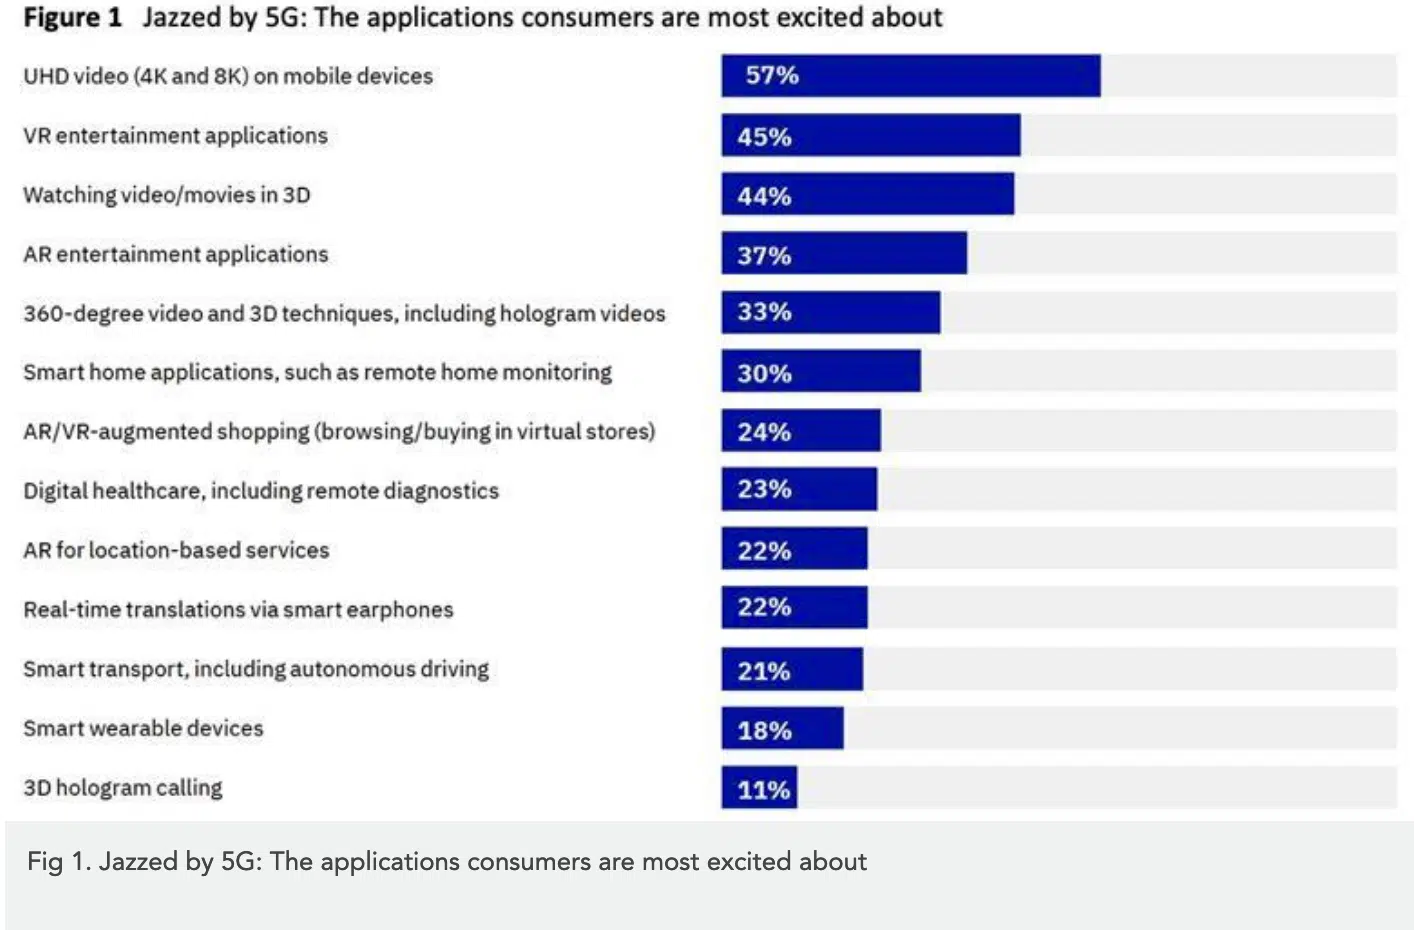 Figure 1 Jazzed by 5G: The applications consumers are most excited about
UHD video (4K and 8K) on mobile devices 57%
VR entertainment applications 45%
Watching video/movies in 3D 44%
AR entertainment applications 37%
360-degree video and 3D techniques, including hologram videos 33%
Smart home applications, such as remote home monitoring 30%
AR/VR-augmented shopping (browsing/buying in virtual stores) 24%
Digital healthcare, including remote diagnostics 23%
AR for location-based services 22%
Real-time translations via smart earphones 22%
Smart transport, including autonomous driving 21%
Smart wearable devices 18%
3D hologram calling 11%
Fig 1. Jazzed by 5G: The applications consumers are most excited about